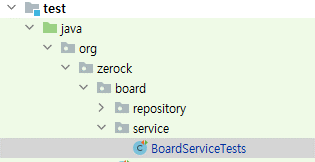 test
java
org
zerock
board
repository
service
BoardServiceTests